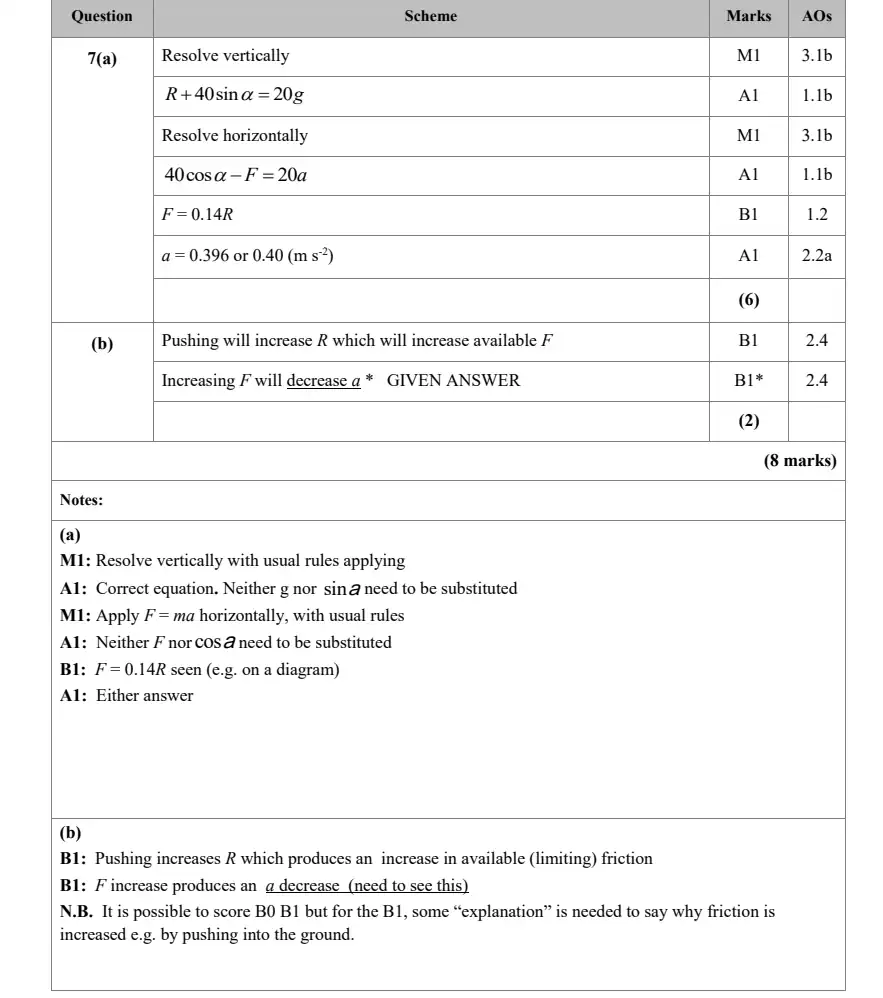 Question Scheme Marks AOs
7(a) Resolve vertically M1 3.1b
R + 40 sin α = 20g A1 1.1b
Resolve horizontally M1 3.1b
40 cos α – F = 20a A1 1.1b
F = 0.14R B1 1.2
a = 0.396 or 0.40 (m s⁻²) A1 2.2a
(6)
(b) Pushing will increase R which will increase available F B1 2.4
Increasing F will decrease a * GIVEN ANSWER B1* 2.4
(2)
(8 marks)
Notes:
(a)
M1: Resolve vertically with usual rules applying
A1: Correct equation. Neither g nor sin a need to be substituted
M1: Apply F = ma horizontally, with usual rules
A1: Neither F nor cos a need to be substituted
B1: F = 0.14R seen (e.g. on a diagram)
A1: Either answer
(b)
B1: Pushing increases R which produces an increase in available (limiting) friction
B1: F increase produces an a decrease (need to see this)
N.B. It is possible to score B0 B1 but for the B1, some “explanation” is needed to say why friction is
increased e.g. by pushing into the ground.